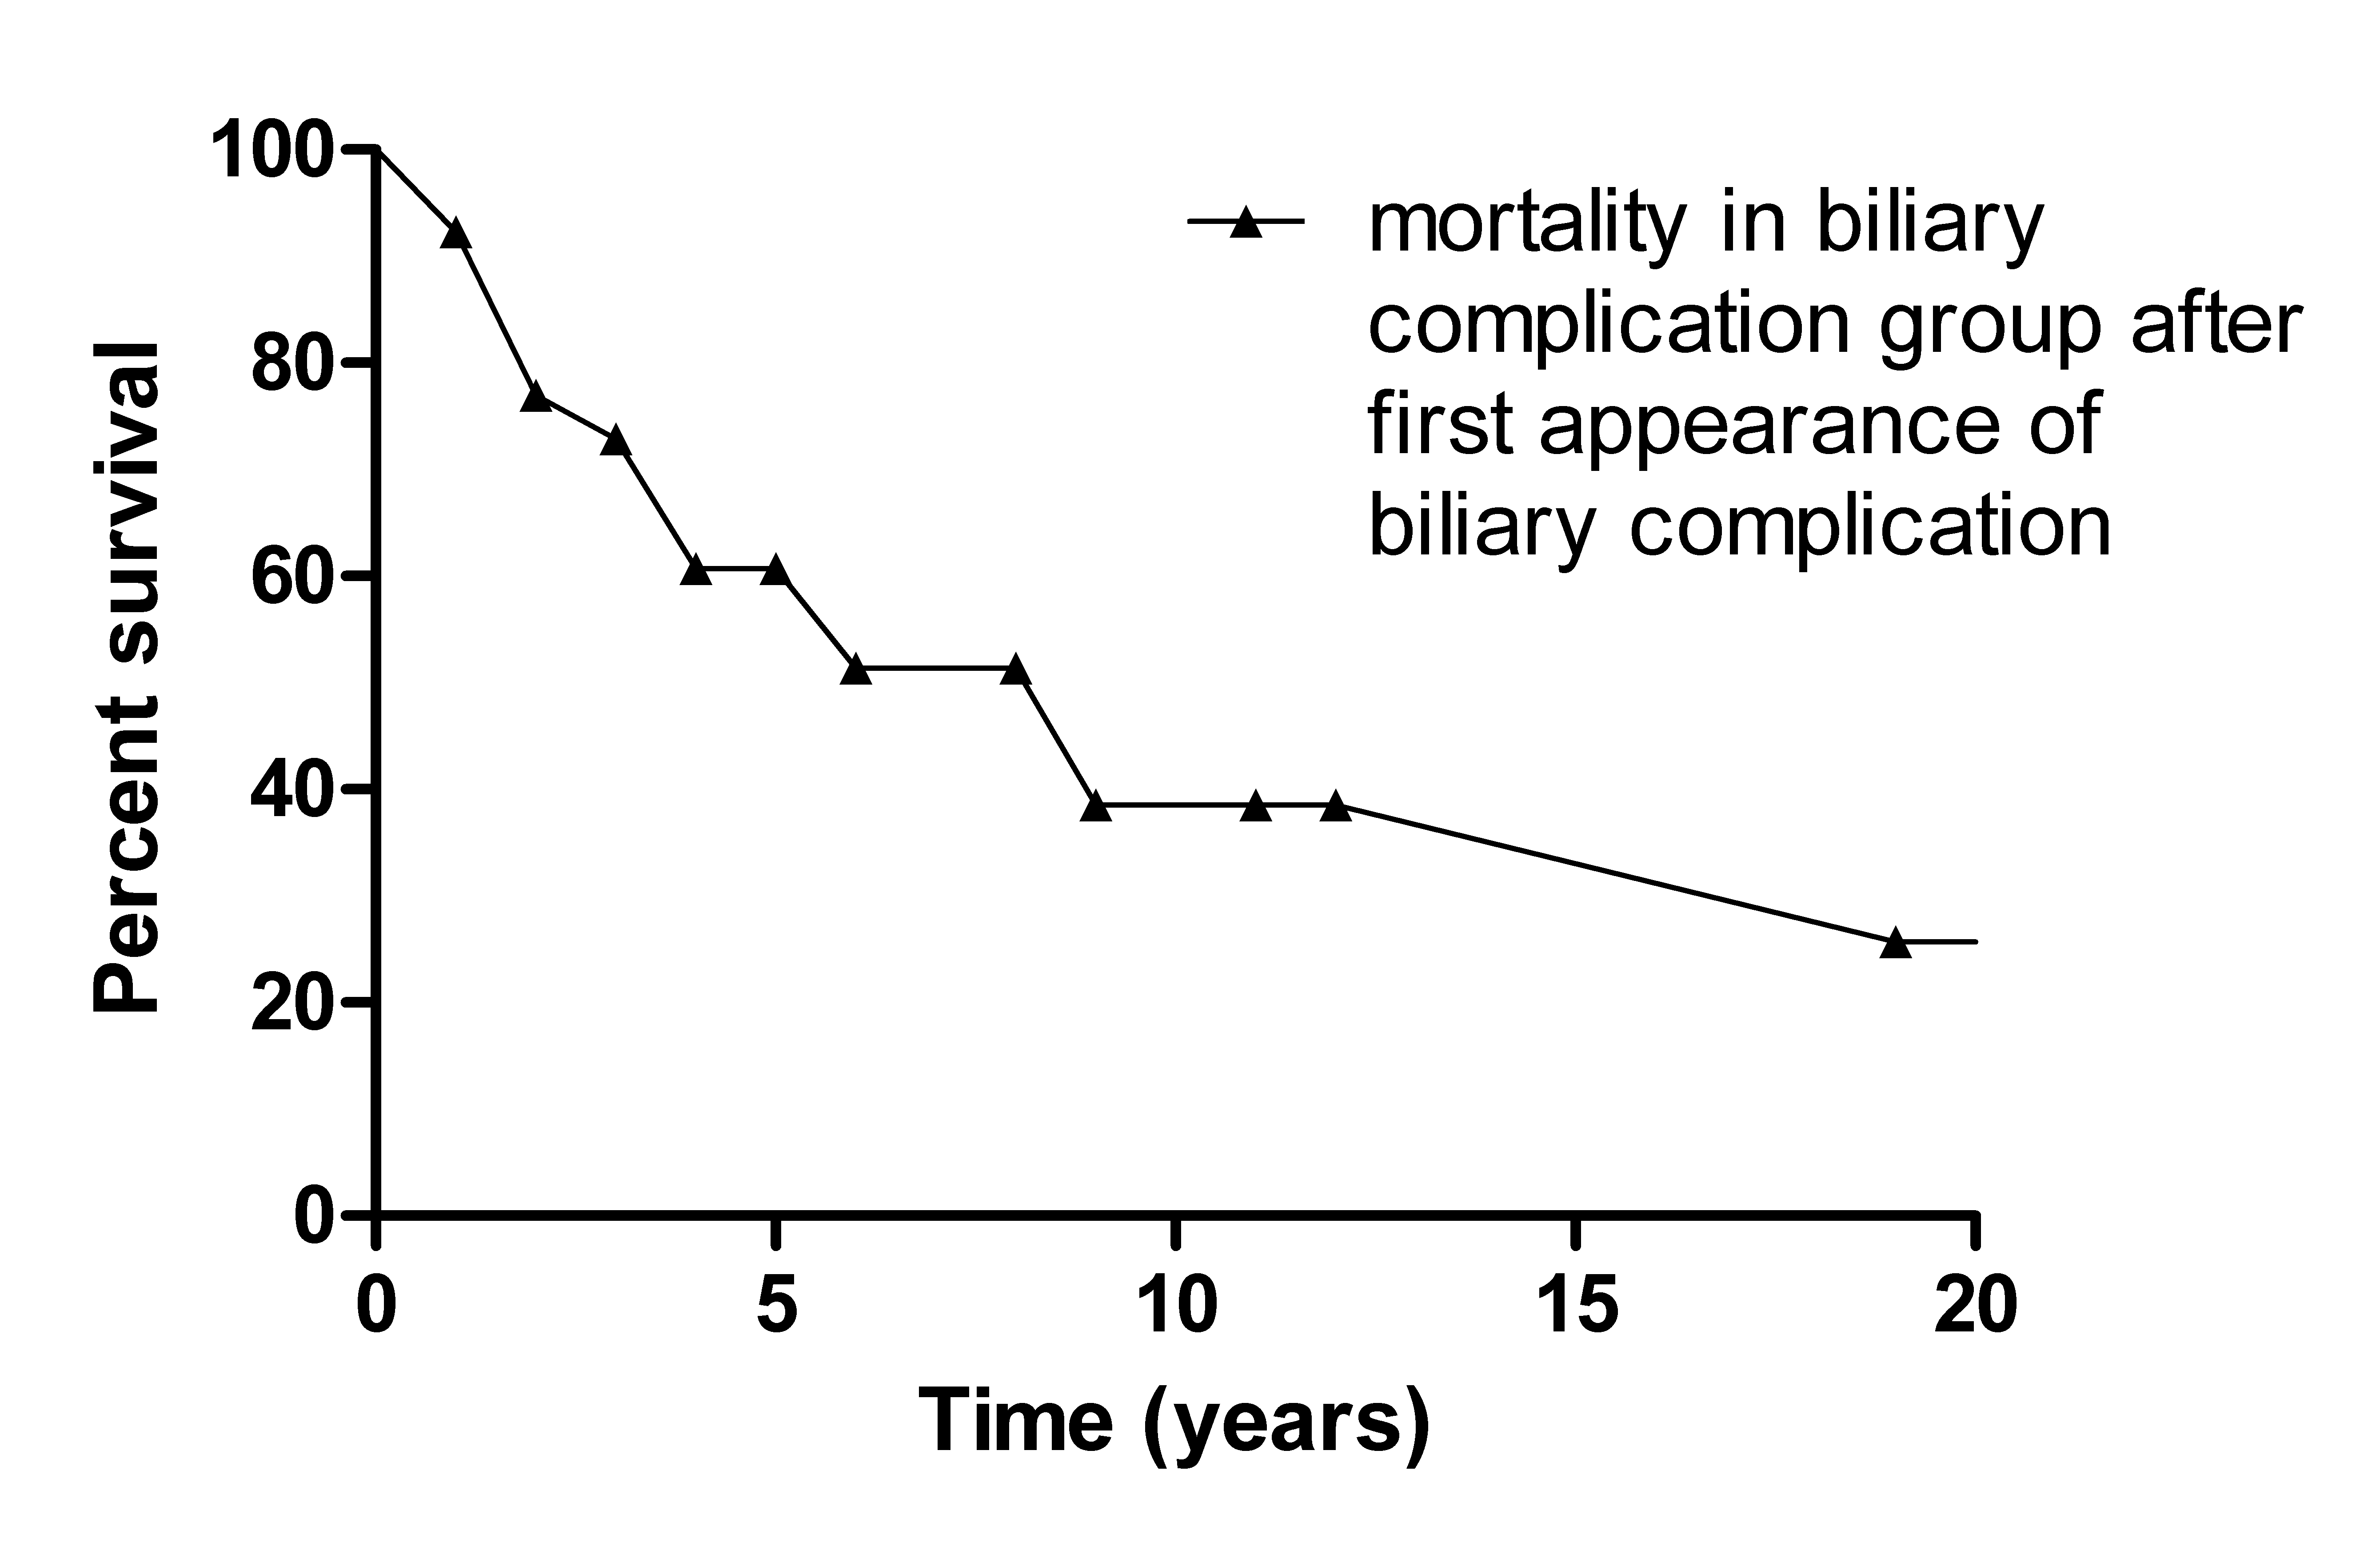 100
80
60
40
20
0
Percent survival
mortality in biliary
complication group after
first appearance of
biliary complication
0 5 10 15 20
Time (years)